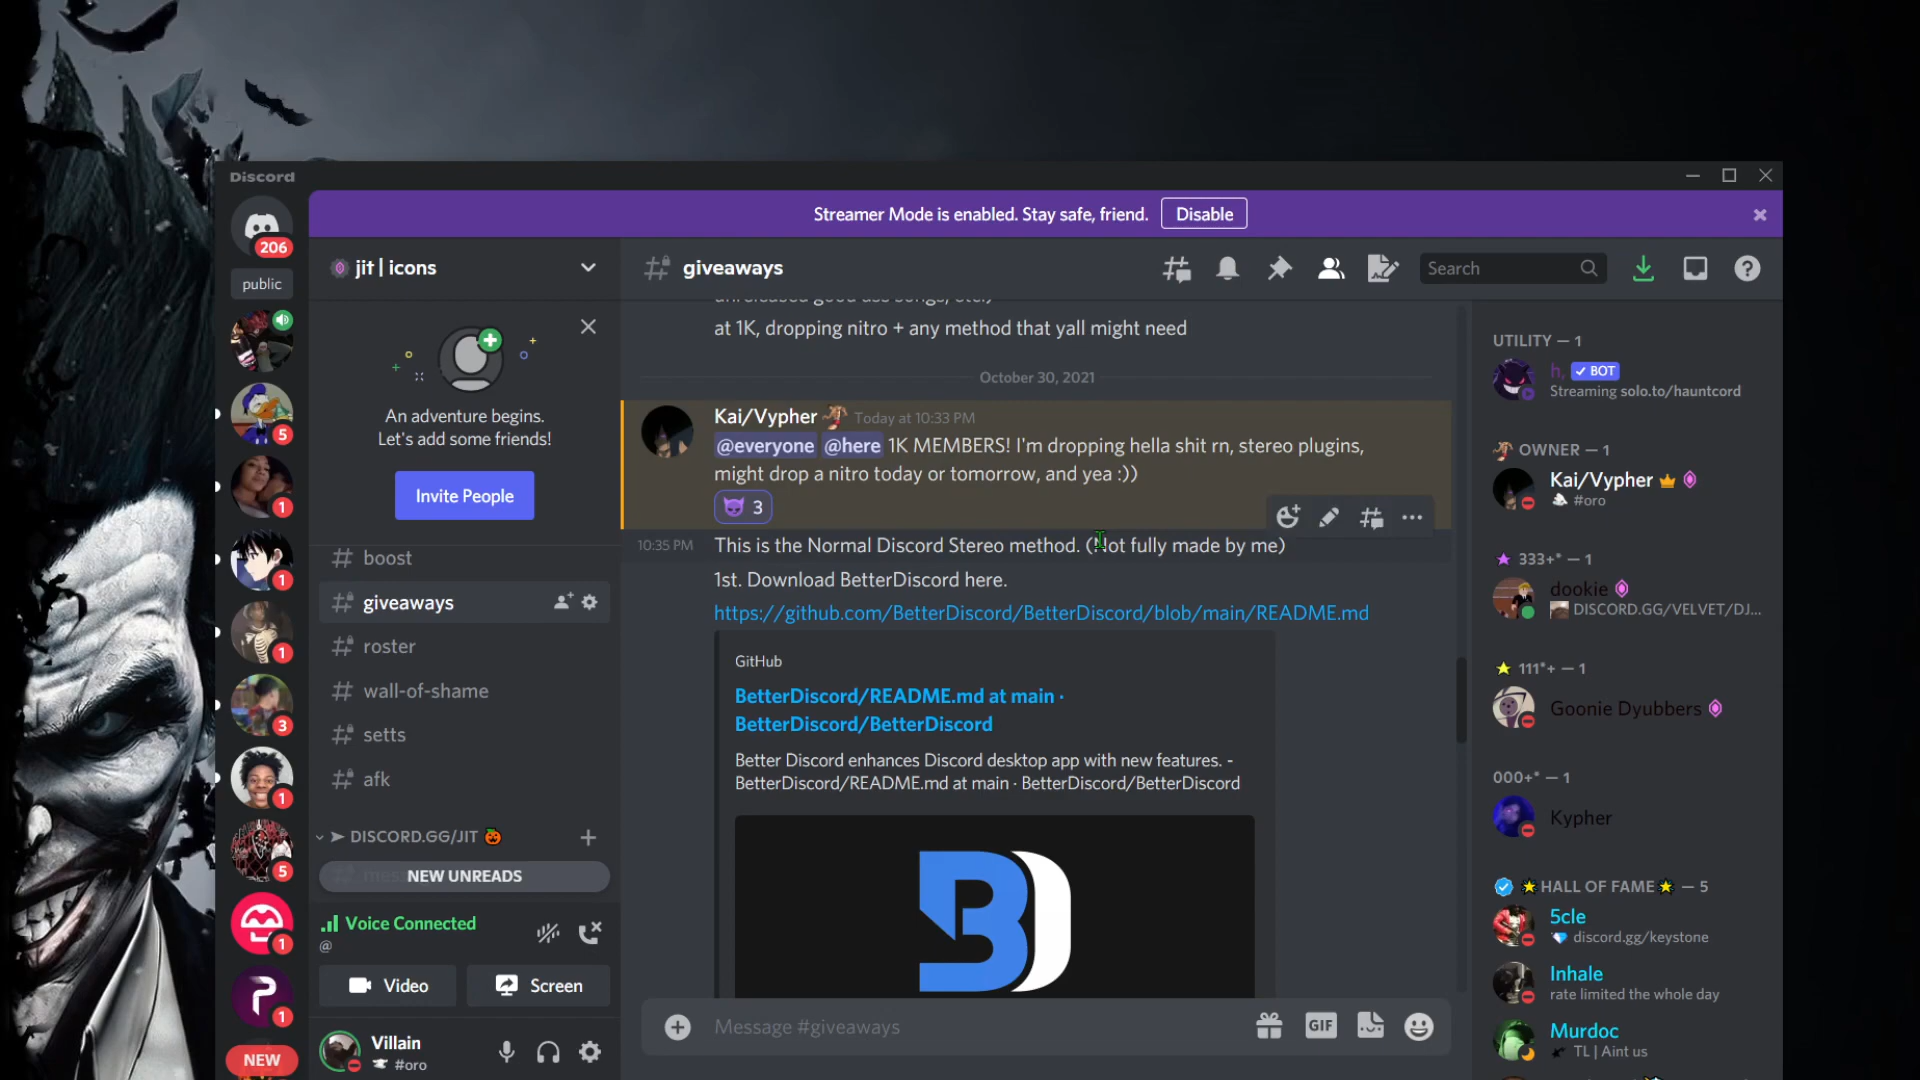 Discord
Streamer Mode is enabled. Stay safe, friend.
Disable
206
public
5
1
1
1
3
1
5
1
1
NEW
jit | icons
An adventure begins.
Let's add some friends!
Invite People
boost
giveaways
roster
wall-of-shame
setts
afk
DISCORD.GG/JIT
NEW UNREADS
Voice Connected
@
Video
Screen
Villain
#oro
giveaways
Search
at 1K, dropping nitro + any method that yall might need
October 30, 2021
Kai/Vypher Today at 10:33 PM
@everyone @here 1K MEMBERS! I'm dropping hella shit rn, stereo plugins,
might drop a nitro today or tomorrow, and yea :))
3
10:35 PM This is the Normal Discord Stereo method. (Not fully made by me)
1st. Download BetterDiscord here.
https://github.com/BetterDiscord/BetterDiscord/blob/main/README.md
GitHub
BetterDiscord/README.md at main ·
BetterDiscord/BetterDiscord
Better Discord enhances Discord desktop app with new features. -
BetterDiscord/README.md at main · BetterDiscord/BetterDiscord
Message #giveaways
GIF
UTILITY — 1
h, BOT
Streaming solo.to/hauntcord
OWNER — 1
Kai/Vypher
#oro
333+* — 1
dookie
DISCORD.GG/VELVET/DJ...
111*+ — 1
Goonie Dyubbers
000+* — 1
Kypher
HALL OF FAME — 5
5cle
discord.gg/keystone
Inhale
rate limited the whole day
Murdoc
TL | Aint us